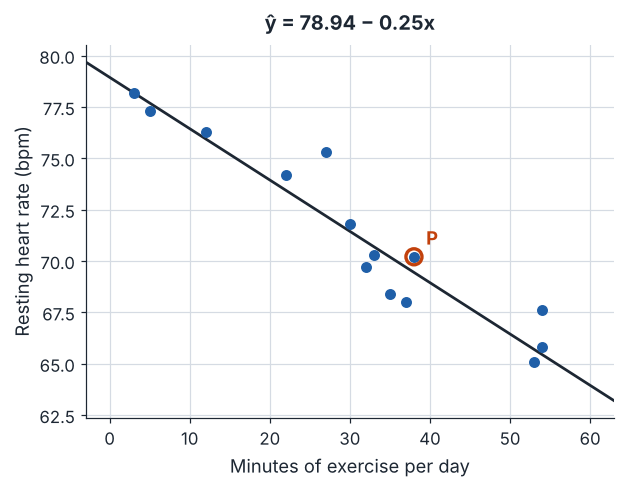 ŷ = 78.94 − 0.25x
Resting heart rate (bpm)
80.0
77.5
75.0
72.5
70.0
67.5
65.0
62.5
P
0 10 20 30 40 50 60
Minutes of exercise per day